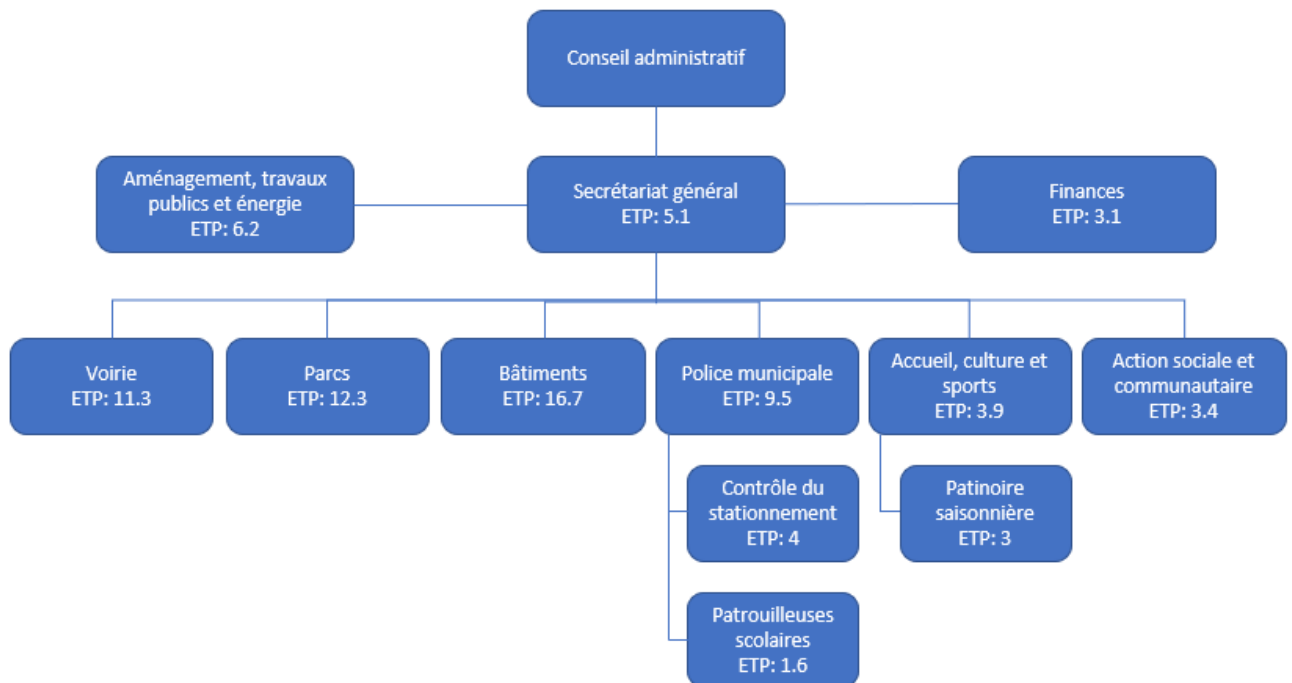 Conseil administratif
Aménagement, travaux
publics et énergie
ETP: 6.2
Secrétariat général
ETP: 5.1
Finances
ETP: 3.1
Voirie
ETP: 11.3
Parcs
ETP: 12.3
Bâtiments
ETP: 16.7
Police municipale
ETP: 9.5
Accueil, culture et
sports
ETP: 3.9
Action sociale et
communautaire
ETP: 3.4
Contrôle du
stationnement
ETP: 4
Patinoire
saisonnière
ETP: 3
Patrouilleuses
scolaires
ETP: 1.6